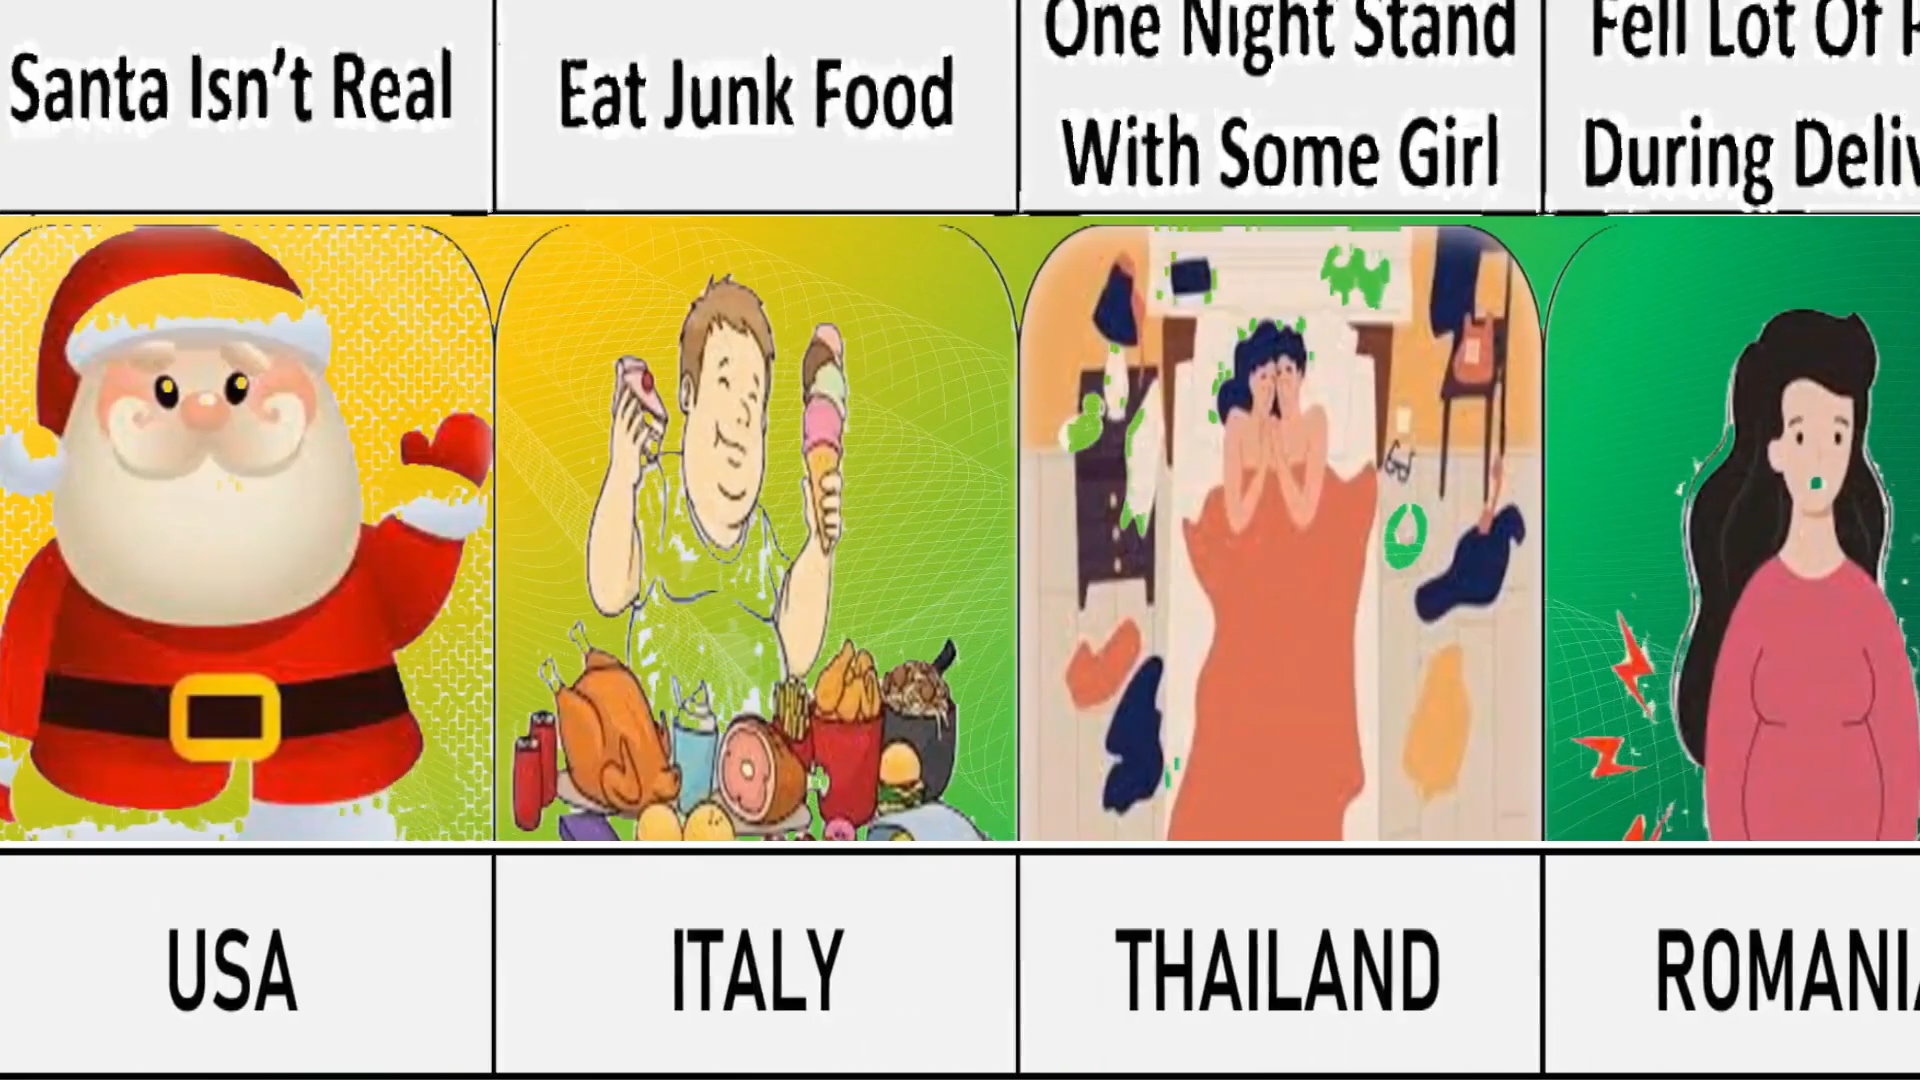 Santa Isn't Real
Eat Junk Food
One Night Stand
With Some Girl
Fell Lot Of
During
USA
ITALY
THAILAND
ROMANIA